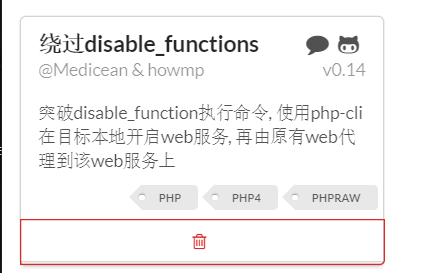 绕过disable_functions
@Medicean & howmp v0.14
突破disable_function执行命令, 使用php-cli
在目标本地开启web服务, 再由原有web代
理到该web服务上
PHP PHP4 PHPRAW